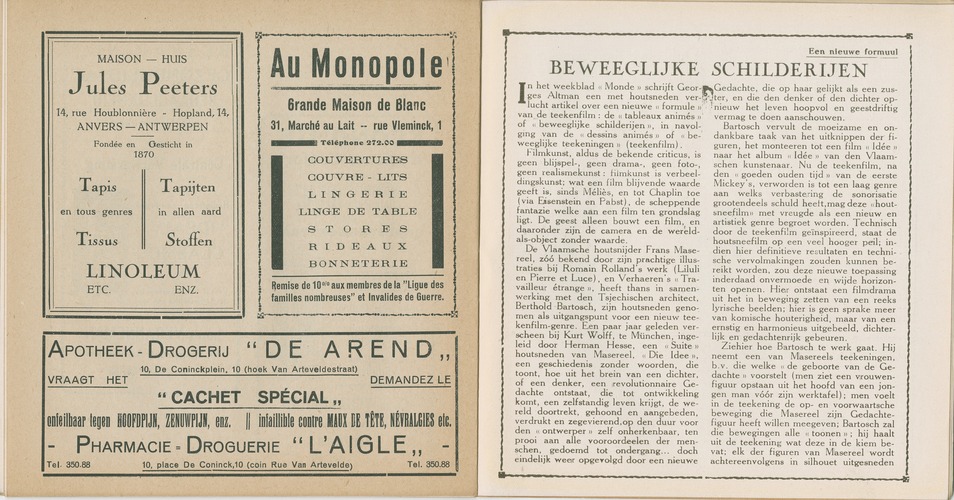 MAISON — HUIS
Jules Peeters
14, rue Houblonnière - Hopland, 14,
ANVERS — ANTWERPEN
Fondée en Gesticht in
1870
Tapis
Tapijten
en tous genres
in allen aard
Tissus
Stoffen
LINOLEUM
ETC. ENZ.
Au Monopole
Grande Maison de Blanc
31, Marché au Lait -- rue Vleminck, 1
Téléphone 272.00
COUVERTURES
COUVRE - LITS
LINGERIE
LINGE DE TABLE
STORES
RIDEAUX
BONNETERIE
Remise de 10% aux membres de la "Ligue des
familles nombreuses" et Invalides de Guerre.
APOTHEEK - DROGERIJ "DE AREND„
10, De Coninckplein, 10 (hoek Van Arteveldestraat)
VRAAGT HET
DEMANDEZ LE
"CACHET SPÉCIAL„
onfeilbaar tegen HOOFDPIJN, ZENUWPIJN, enz. || infaillible contre MAUX DE TÊTE, NÉVRALGIES etc.
- PHARMACIE = DROGUERIE "L'AIGLE„ -
Tel. 350.88 10, place De Coninck, 10 (coin Rue Van Artevelde) Tel. 350.88
Een nieuwe formuul
BEWEEGLIJKE SCHILDERIJEN
In het weekblad « Monde » schrijft Geor-
ges Altman een met houtsneden ver-
lucht artikel over een nieuwe « formule »
van de teekenfilm : de « tableaux animés »
of « beweeglijke schilderijen », in navol-
ging van de « dessins animés » of « be-
weeglijke teekeningen » (teekenfilm).
Filmkunst, aldus de bekende criticus, is
geen blijspel-, geen drama-, geen foto-,
geen realismekunst : filmkunst is verbeel-
dingskunst; wat een film blijvende waarde
geeft is, sinds Méliès, en tot Chaplin toe
(via Eisenstein en Pabst), de scheppende
fantazie welke aan een film ten grondslag
ligt. De geest alleen bouwt een film, en
daaronder zijn de camera en de wereld-
als-object zonder waarde.
De Vlaamsche houtsnijder Frans Mase-
reel, zóó bekend door zijn prachtige illus-
traties bij Romain Rolland's werk (Liluli
en Pierre et Luce), en Verhaeren's « Tra-
vailleur étrange », heeft thans in samen-
werking met den Tsjechischen architect,
Berthold Bartosch, zijn houtsneden geno-
men als uitgangspunt voor een nieuw tee-
kenfilm-genre. Een paar jaar geleden ver-
scheen bij Kurt Wolff, te München, inge-
leid door Herman Hesse, een « Suite »
houtsneden van Masereel, « Die Idee »,
een geschiedenis zonder woorden, die
toont, hoe uit het brein van een dichter,
of een denker, een revolutionnaire Ge-
dachte ontstaat, die tot ontwikkeling
komt, een zelfstandig leven krijgt, de we-
reld doortrekt, gehoond en aangebeden,
verdrukt en zegevierend, op den duur voor
den « ontwerper » zelf onherkenbaar, ten
prooi aan alle vooroordeelen der men-
schen, gedoemd tot ondergang... doch
eindelijk weer opgevolgd door een nieuwe
Gedachte, die op haar gelijkt als een zus-
ter, en die den denker of den dichter op-
nieuw het leven hoopvol en geestdriftig
vermag te doen aanschouwen.
Bartosch vervult de moeizame en on-
dankbare taak van het uitknippen der fi-
guren, het monteeren tot een film « Idée »
naar het album « Idée » van den Vlaam-
schen kunstenaar. Nu de teekenfilm, na
den « goeden ouden tijd » van de eerste
Mickey's, verworden is tot een laag genre
aan welks verbastering de sonorisatie
grootendeels schuld heeft, mag deze « hout-
sneefilm » met vreugde als een nieuw en
artistiek genre begroet worden. Technisch
door de teekenfilm geïnspireerd, staat de
houtsneefilm op een veel hooger peil; in-
dien hier definitieve resultaten en techni-
sche vervolmakingen zouden kunnen be-
reikt worden, zou deze nieuwe toepassing
inderdaad onvermoede en wijde horizon-
ten openen. Hier ontstaat een filmdrama
uit het in beweging zetten van een reeks
lyrische beelden; hier is geen sprake meer
van komische houterigheid, maar van een
ernstig en harmonieus uitgebeeld, dichter-
lijk en gedachtenrijk gebeuren.
Ziehier hoe Bartosch te werk gaat. Hij
neemt een van Masereels teekeningen,
b.v. die welke « de geboorte van de Ge-
dachte » voorstelt (men ziet een vrouwen-
figuur opstaan uit het hoofd van een jon-
gen man vóór zijn werktafel); men voelt
in de teekening de op- en voorwaartsche
beweging die Masereel zijn Gedachte-
figuur heeft willen meegeven; Bartosch zal
die bewegingen alle « toonen » ; hij haalt
uit de teekening wat deze in de kiem be-
vat; elk der figuren van Masereel wordt
achtereenvolgens in silhouet uitgesneden